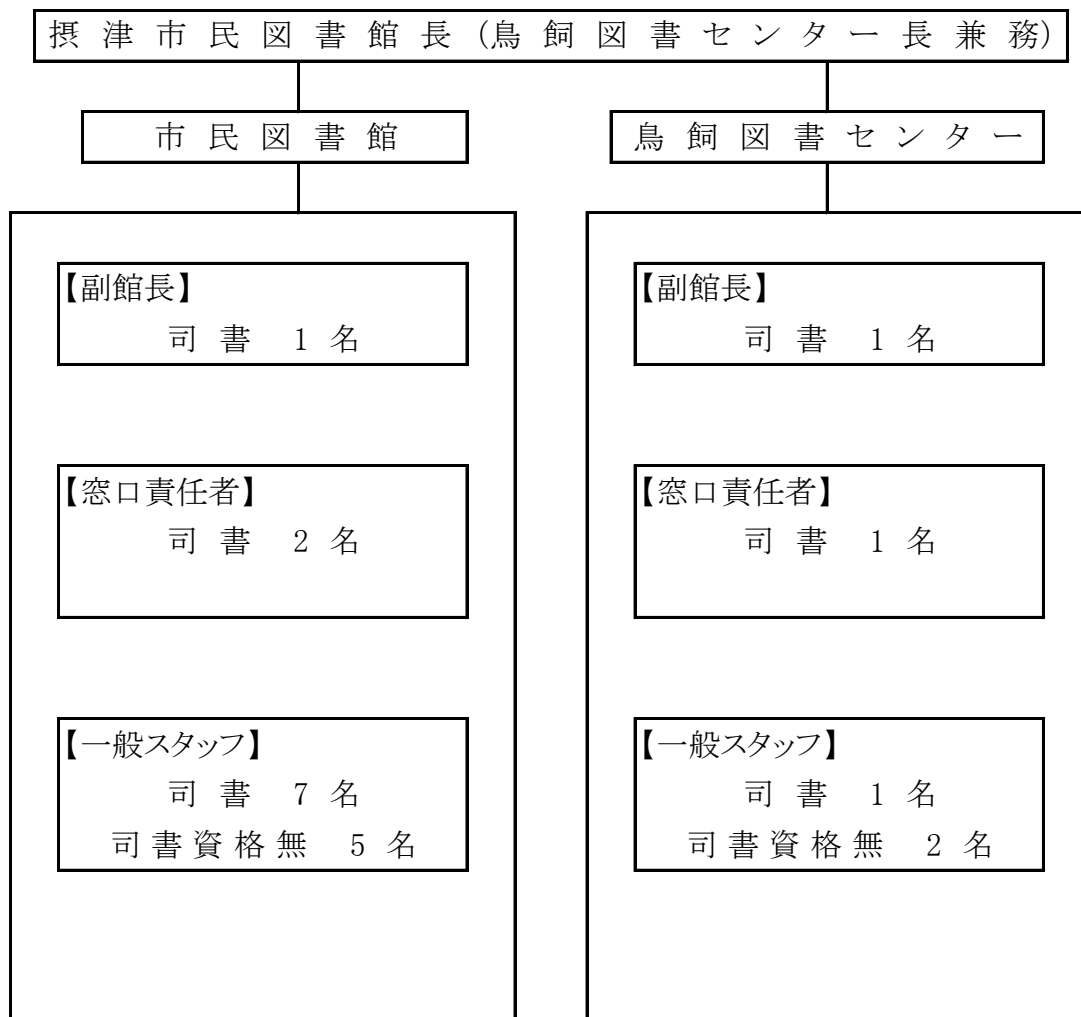 摂津市民図書館長(鳥飼図書センター長兼務)
市民図書館
鳥飼図書センター
【副館長】
司書 1名
【窓口責任者】
司書 2名
【一般スタッフ】
司書 7名
司書資格無 5名
【副館長】
司書 1名
【窓口責任者】
司書 1名
【一般スタッフ】
司書 1名
司書資格無 2名